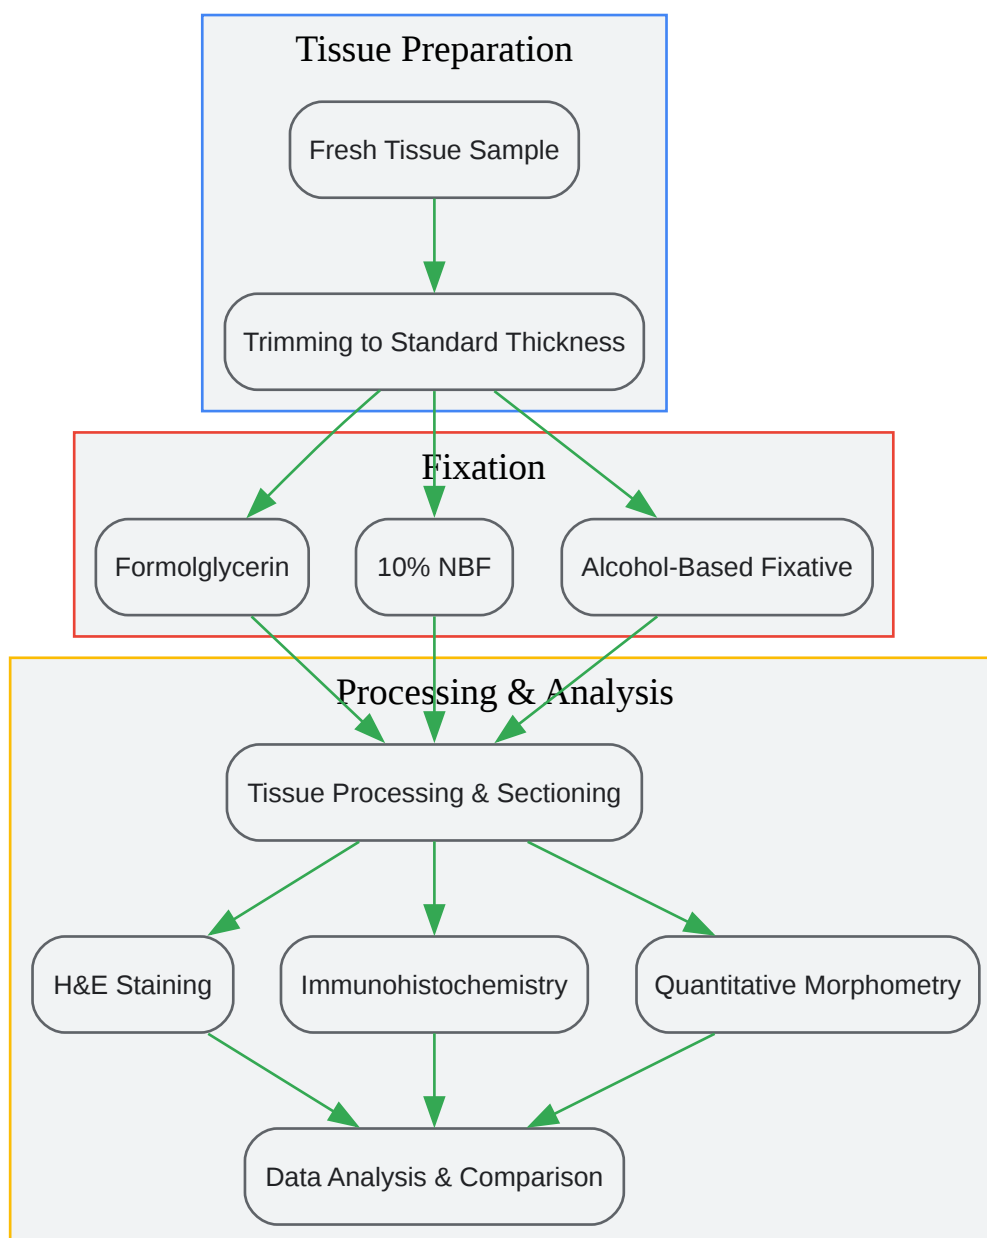 Tissue Preparation
Fresh Tissue Sample
Trimming to Standard Thickness
Fixation
Formolglycerin
10% NBF
Alcohol-Based Fixative
Processing & Analysis
Tissue Processing & Sectioning
H&E Staining
Immunohistochemistry
Quantitative Morphometry
Data Analysis & Comparison